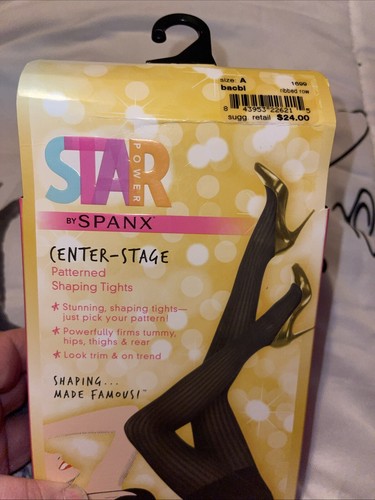 size: A 1699
bacbl ribbed row
8 43953 22621 5
sugg. retail $24.00
STAR
POWER
BY SPANX®
CENTER-STAGE
Patterned
Shaping Tights
★ Stunning, shaping tights—
just pick your pattern!
★ Powerfully firms tummy,
hips, thighs & rear
★ Look trim & on trend
SHAPING...
MADE FAMOUS!™